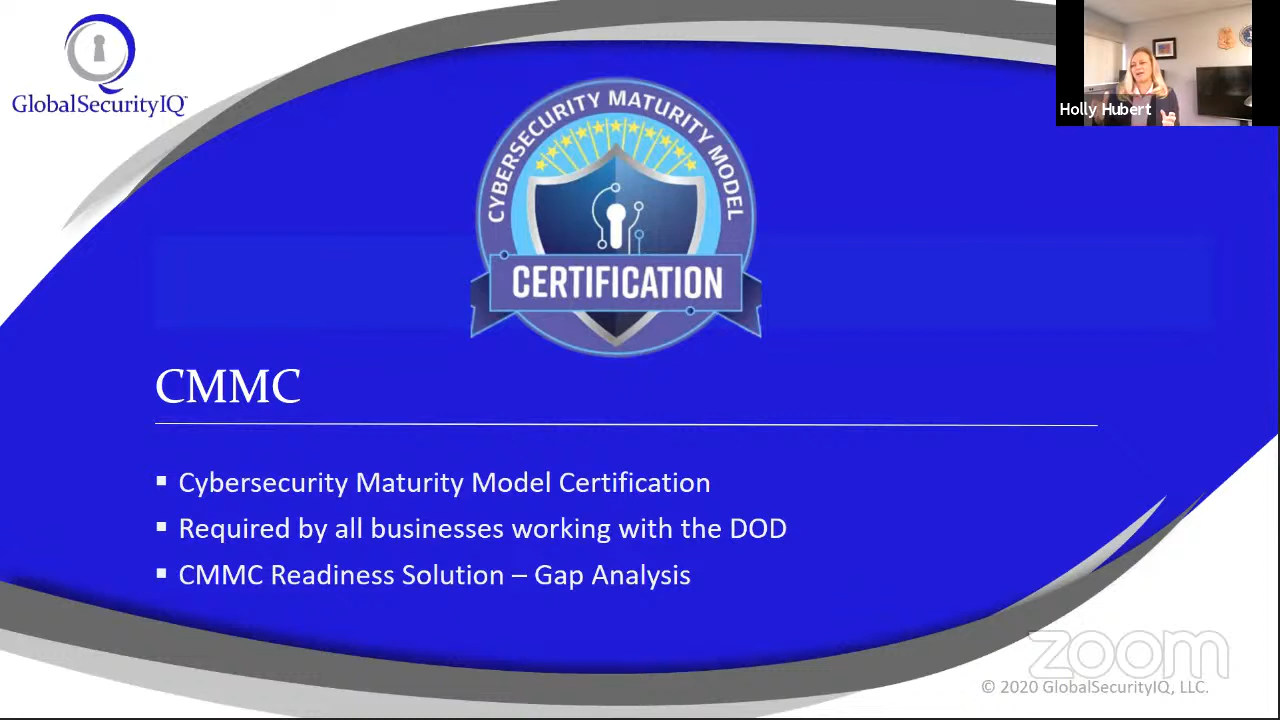 GlobalSecurityIQ™
Holly Hubert
CYBERSECURITY MATURITY MODEL
CERTIFICATION
CMMC
▪ Cybersecurity Maturity Model Certification
▪ Required by all businesses working with the DOD
▪ CMMC Readiness Solution – Gap Analysis
zoom
© 2020 GlobalSecurityIQ, LLC.